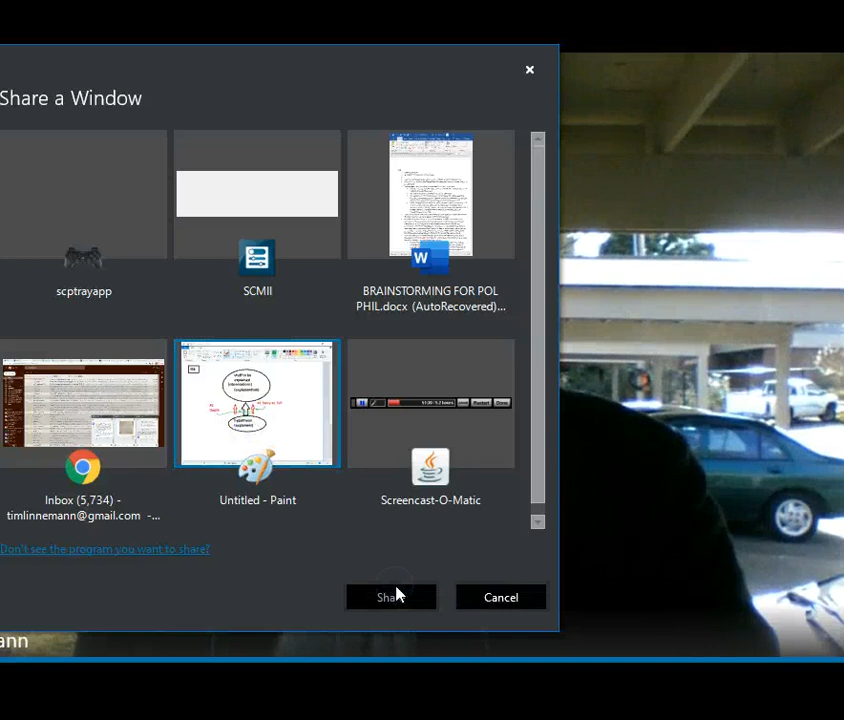 Share a Window
scptrayapp
SCMII
BRAINSTORMING FOR POL
PHIL.docx (AutoRecovered)...
Inbox (5,734) -
timlinnemann@gmail.com -...
Untitled - Paint
Screencast-O-Matic
Don't see the program you want to share?
Sha
Cancel
ann